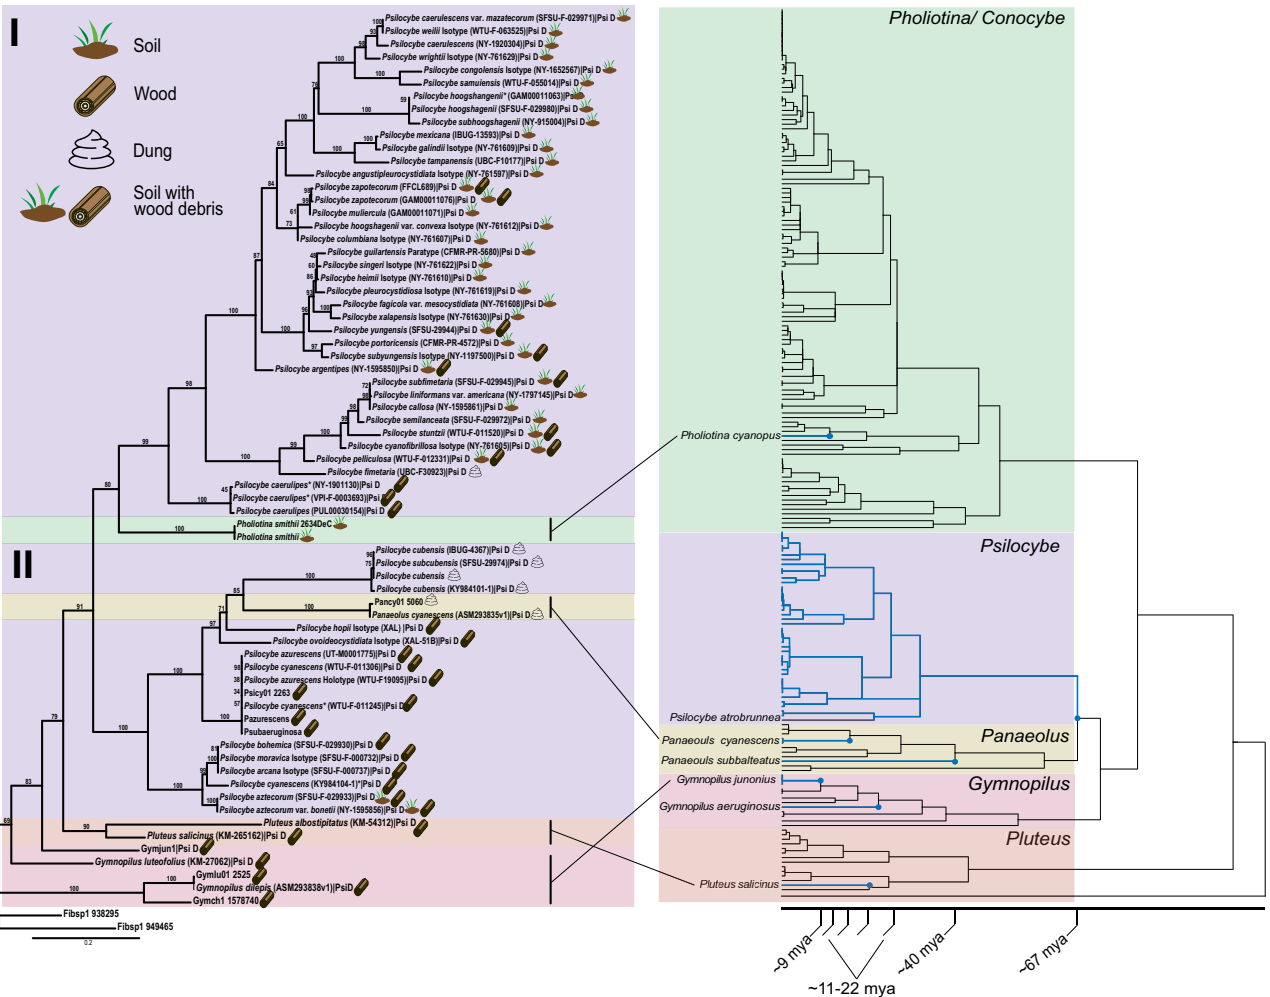 I
Soil
Wood
Dung
Soil with
wood debris
Psilocybe caerulescens var. mazatecorum (SFSU-F-029971)|Psi D
Psilocybe weilii Isotype (WTU-F-063525)|Psi D
Psilocybe caerulescens (NY-1920304)|Psi D
Psilocybe wrightii Isotype (NY-761629)|Psi D
Psilocybe congolensis Isotype (NY-1652567)|Psi D
Psilocybe samuiensis (WTU-F-055014)|Psi D
Psilocybe hoogshangenii* (GAM00011063)|Psi
Psilocybe hoogshagenii (SFSU-F-029980)|Psi D
Psilocybe subhoogshagenii (NY-915004)|Psi D
Psilocybe mexicana (IBUG-13593)|Psi D
Psilocybe galindii Isotype (NY-761609)|Psi D
Psilocybe tampanensis (UBC-F10177)|Psi D
Psilocybe angustipleurocystidiata Isotype (NY-761597)|Psi D
Psilocybe zapotecorum (FFCL689)|Psi D
Psilocybe zapotecorum (GAM00011076)|Psi D
Psilocybe muliercula (GAM00011071)|Psi D
Psilocybe hoogshagenii var. convexa Isotype (NY-761612)|Psi D
Psilocybe columbiana Isotype (NY-761607)|Psi D
Psilocybe guilartensis Paratype (CFMR-PR-5680)|Psi D
Psilocybe singeri Isotype (NY-761622)|Psi D
Psilocybe heimii Isotype (NY-761610)|Psi D
Psilocybe pleurocystidiosa Isotype (NY-761619)|Psi D
Psilocybe fagicola var. mesocystidiata (NY-761608)|Psi D
Psilocybe xalapensis Isotype (NY-761630)|Psi D
Psilocybe yungensis (SFSU-29944)|Psi D
Psilocybe portoricensis (CFMR-PR-4572)|Psi D
Psilocybe subyungensis Isotype (NY-1197500)|Psi D
Psilocybe argentipes (NY-1595850)|Psi D
Psilocybe subfimetaria (SFSU-F-029945)|Psi D
Psilocybe liniformans var. americana (NY-1797145)|Psi D
Psilocybe callosa (NY-1595861)|Psi D
Psilocybe semilanceata (SFSU-F-029972)|Psi D
Psilocybe stuntzii (WTU-F-011520)|Psi D
Psilocybe cyanofibrillosa Isotype (NY-761605)|Psi D
Psilocybe pelliculosa (WTU-F-012331)|Psi D
Psilocybe fimetaria (UBC-F30923)|Psi D
Psilocybe caerulipes* (NY-1901130)|Psi D
Psilocybe caerulipes* (VPI-F-0003693)|Psi D
Psilocybe caerulipes (PUL00030154)|Psi D
Pholiotina smithii 2634DeC
Pholiotina smithii
II
Psilocybe cubensis (IBUG-4367)|Psi D
Psilocybe subcubensis (SFSU-29974)|Psi D
Psilocybe cubensis
Psilocybe cubensis (KY984101-1)|Psi D
Pancy01 5060
Panaeolus cyanescens (ASM293835v1)|Psi D
Psilocybe hopii Isotype (XAL) |Psi D
Psilocybe ovoideocystidiata Isotype (XAL-51B)|Psi D
Psilocybe azurescens (UT-M0001775)|Psi D
Psilocybe cyanescens (WTU-F-011306)|Psi D
Psilocybe azurescens Holotype (WTU-F19095)|Psi D
Psicy01 2263
Psilocybe cyanescens* (WTU-F-011245)|Psi D
Pazurescens
Psubaeruginosa
Psilocybe bohemica (SFSU-F-029930)|Psi D
Psilocybe moravica Isotype (SFSU-F-000732)|Psi D
Psilocybe arcana Isotype (SFSU-F-000737)|Psi D
Psilocybe cyanescens (KY984104-1)*|Psi D
Psilocybe aztecorum (SFSU-F-029933)|Psi D
Psilocybe aztecorum var. bonetii (NY-1595856)|Psi D
Pluteus albostipitatus (KM-54312)|Psi D
Pluteus salicinus (KM-265162)|Psi D
Gymjun1|Psi D
Gymnopilus luteofolius (KM-27062)|Psi D
Gymlu01 2525
Gymnopilus dilepis (ASM293838v1)|PsiD
Gymch1 1578740
Fibsp1 938295
Fibsp1 949465
0.2
Pholiotina/ Conocybe
Pholiotina cyanopus
Psilocybe
Psilocybe atrobrunnea
Panaeolus
Panaeouls cyanescens
Panaeouls subbalteatus
Gymnopilus junonius
Gymnopilus
Gymnopilus aeruginosus
Pluteus
Pluteus salicinus
~9 mya
~11-22 mya
~40 mya
~67 mya